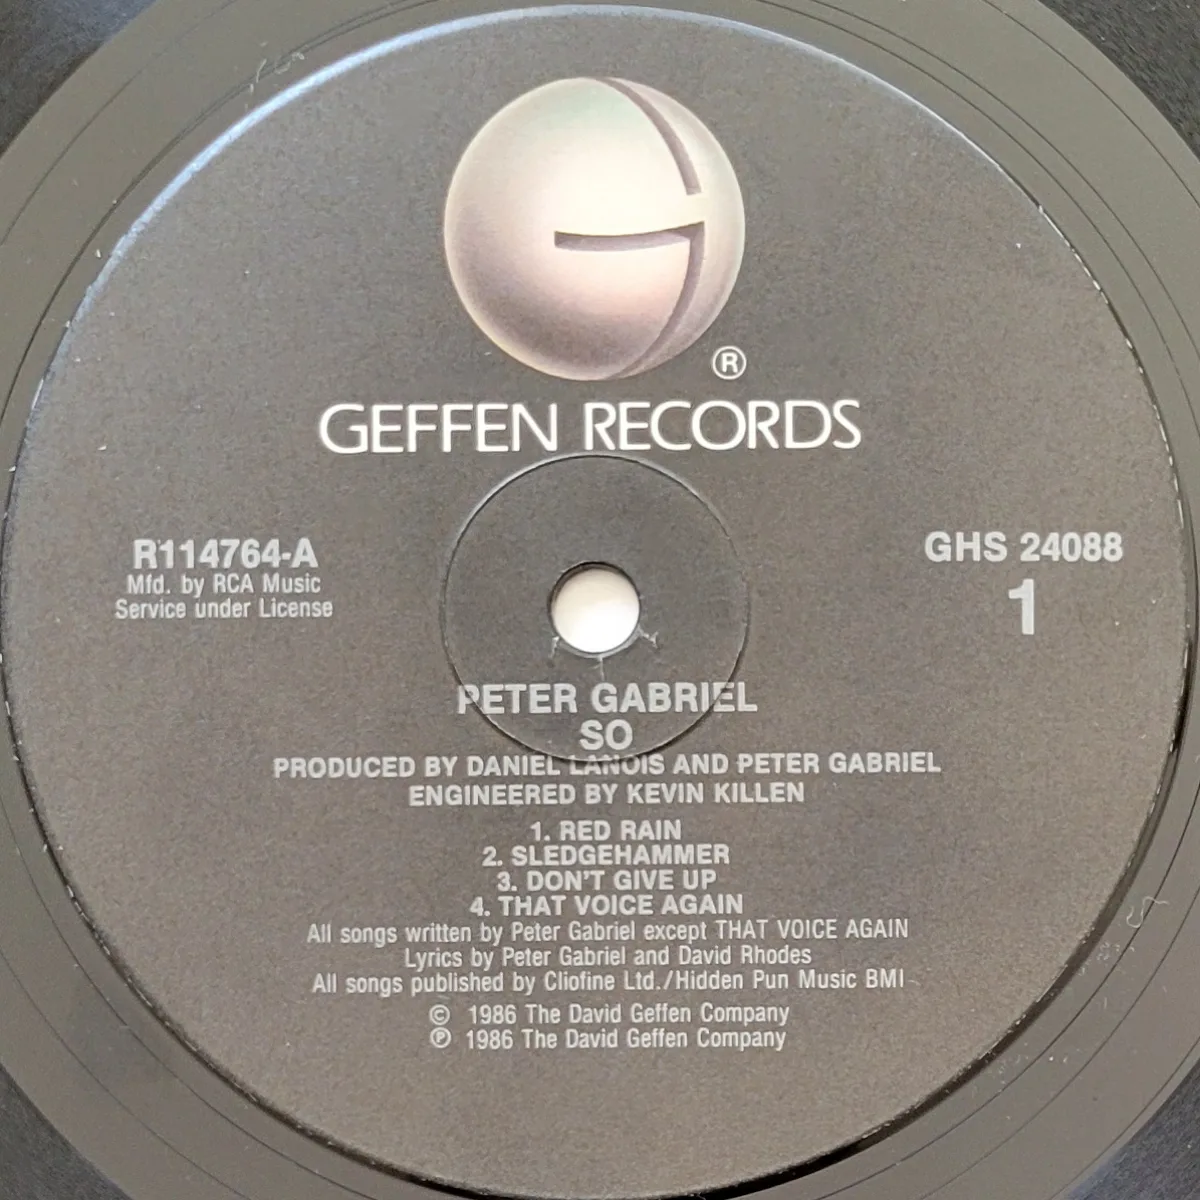 ®
GEFFEN RECORDS
R114764-A
Mfd. by RCA Music
Service under License
GHS 24088
1
PETER GABRIEL
SO
PRODUCED BY DANIEL LANOIS AND PETER GABRIEL
ENGINEERED BY KEVIN KILLEN
1. RED RAIN
2. SLEDGEHAMMER
3. DON'T GIVE UP
4. THAT VOICE AGAIN
All songs written by Peter Gabriel except THAT VOICE AGAIN
Lyrics by Peter Gabriel and David Rhodes
All songs published by Cliofine Ltd./Hidden Pun Music BMI
© 1986 The David Geffen Company
℗ 1986 The David Geffen Company